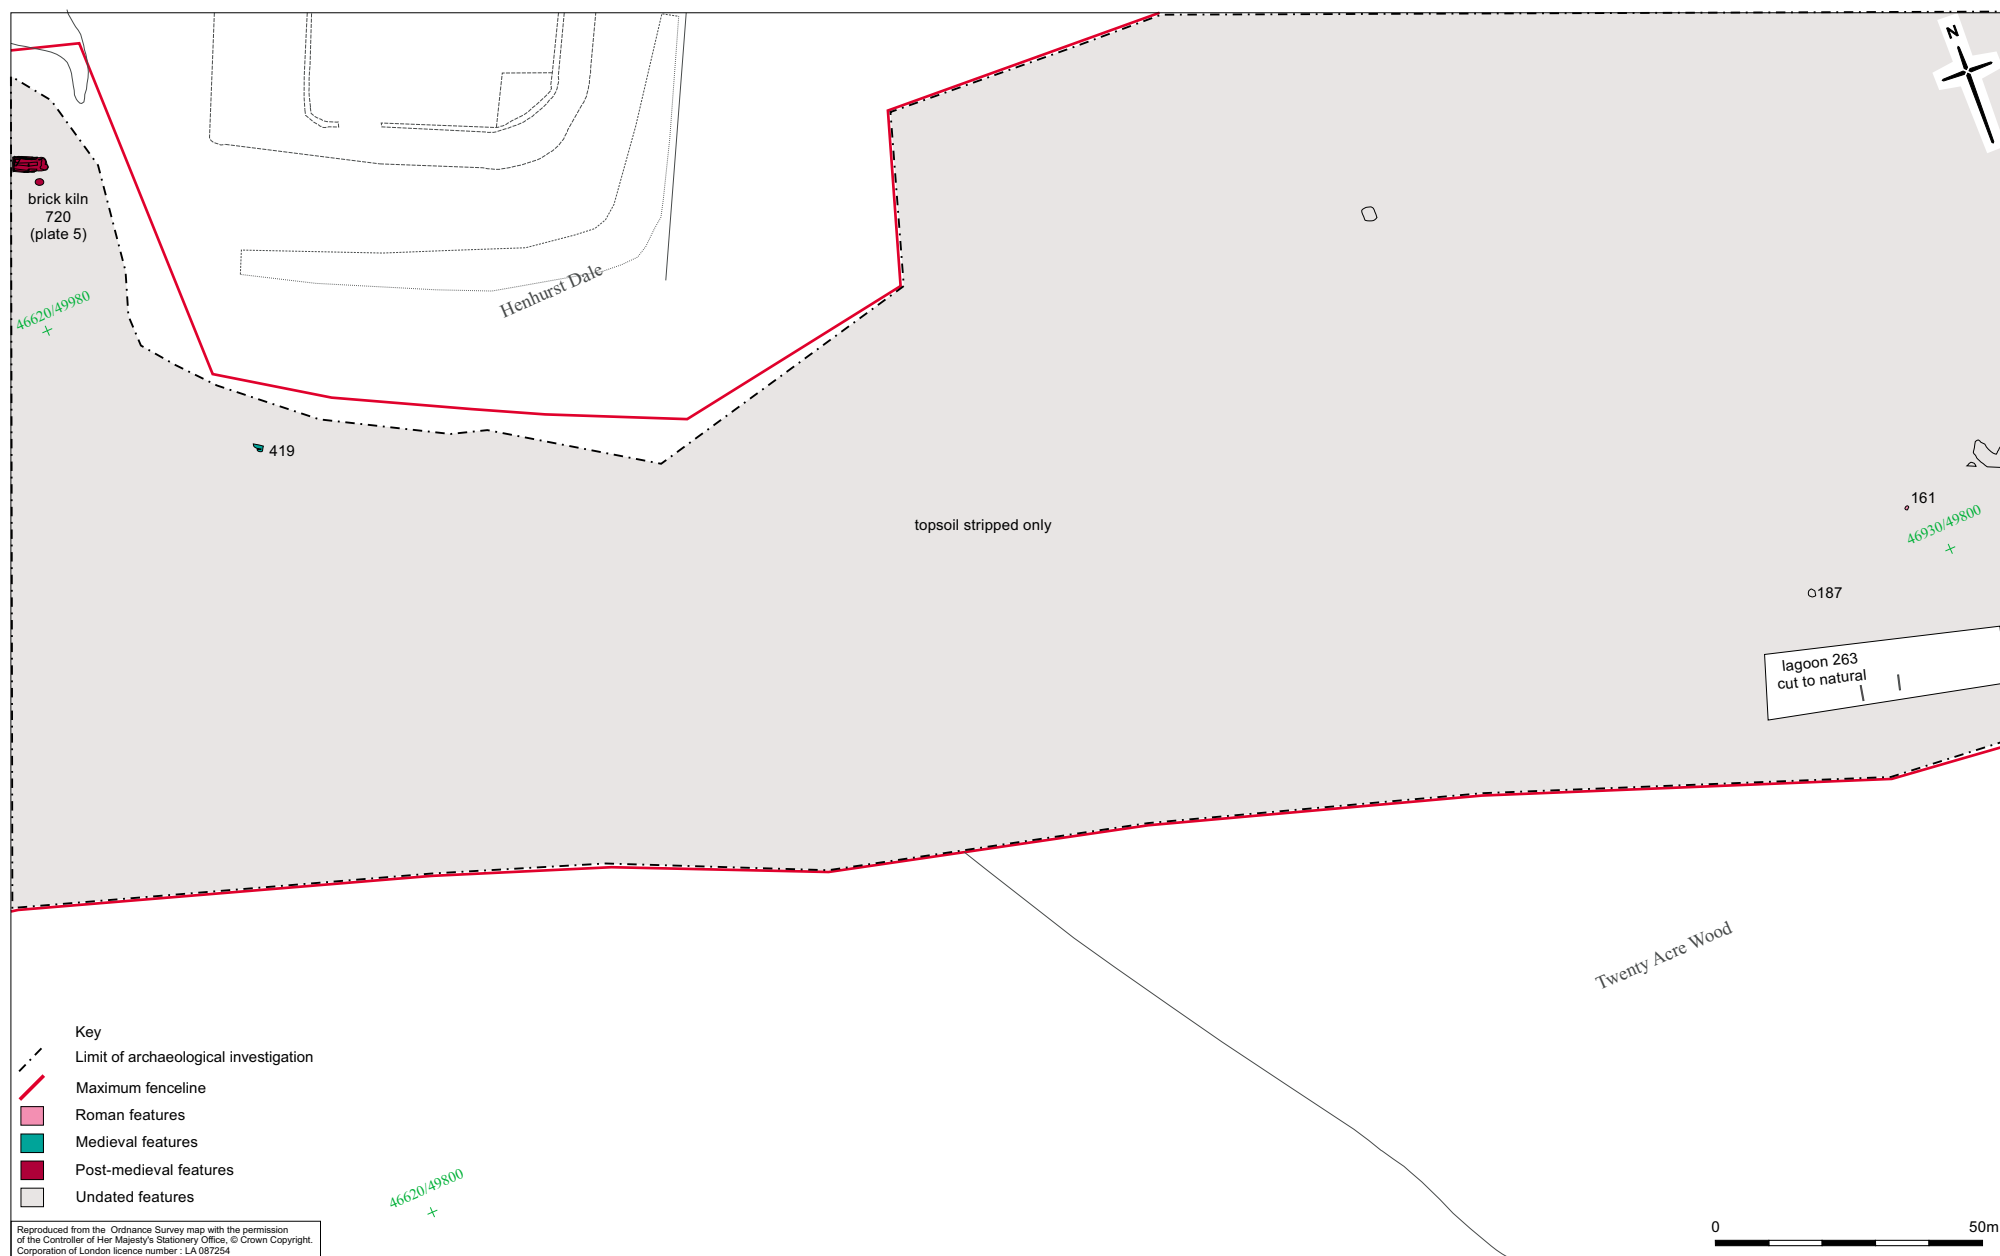 N
brick kiln
720
(plate 5)
46620/49980
Henhurst Dale
419
topsoil stripped only
161
46930/49800
187
lagoon 263
cut to natural
Twenty Acre Wood
Key
Limit of archaeological investigation
Maximum fenceline
Roman features
Medieval features
Post-medieval features
Undated features
46620/49800
Reproduced from the Ordnance Survey map with the permission
of the Controller of Her Majesty's Stationery Office, © Crown Copyright.
Corporation of London licence number : LA 087254
0 50m